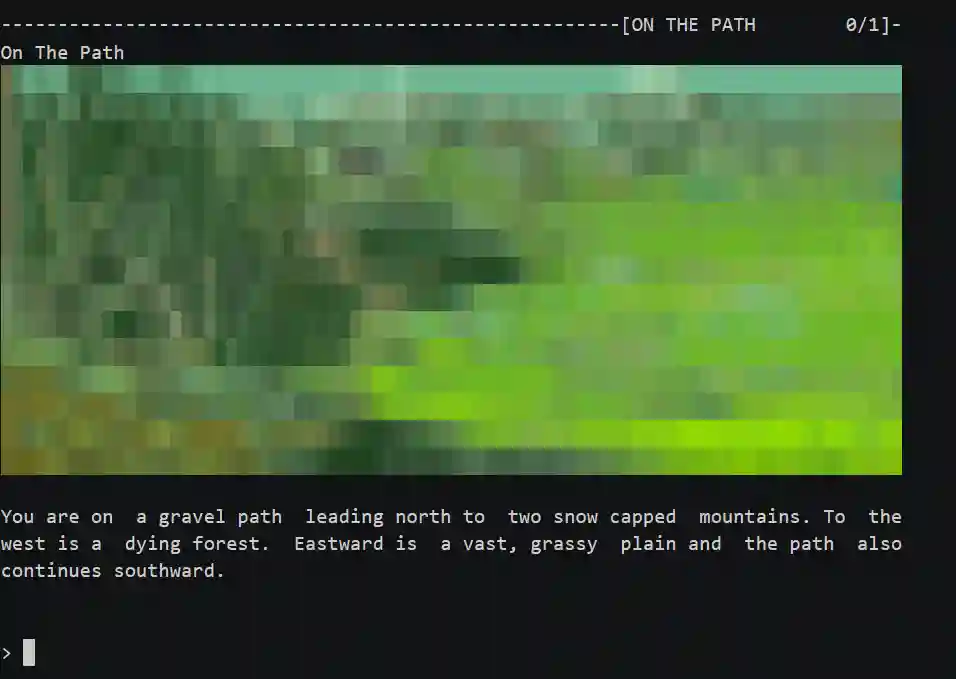 -------------------------------------------------------[ON THE PATH        0/1]-
On The Path
You are on  a gravel path  leading north to  two snow capped  mountains. To  the
west is a  dying forest.  Eastward is  a vast, grassy  plain and  the path  also
continues southward.
>